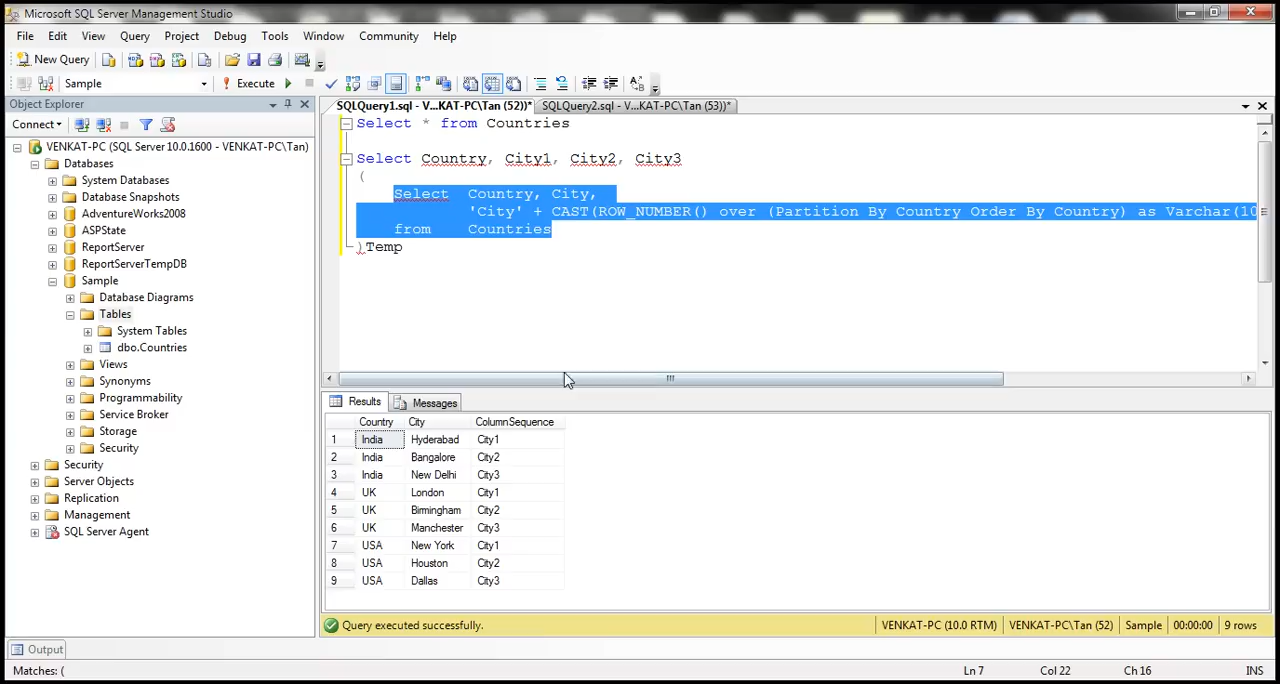 Microsoft SQL Server Management Studio
File Edit View Query Project Debug Tools Window Community Help
New Query
Sample Execute
Object Explorer
SQLQuery1.sql - V...KAT-PC\Tan (52))* SQLQuery2.sql - V...KAT-PC\Tan (53))*
Connect
VENKAT-PC (SQL Server 10.0.1600 - VENKAT-PC\Tan)
Databases
System Databases
Database Snapshots
AdventureWorks2008
ASPState
ReportServer
ReportServerTempDB
Sample
Database Diagrams
Tables
System Tables
dbo.Countries
Views
Synonyms
Programmability
Service Broker
Storage
Security
Security
Server Objects
Replication
Management
SQL Server Agent
Select * from Countries
Select Country, City1, City2, City3
(
Select Country, City,
'City' + CAST(ROW_NUMBER() over (Partition By Country Order By Country) as Varchar(10
from Countries
)Temp
Results Messages
Country City ColumnSequence
1 India Hyderabad City1
2 India Bangalore City2
3 India New Delhi City3
4 UK London City1
5 UK Birmingham City2
6 UK Manchester City3
7 USA New York City1
8 USA Houston City2
9 USA Dallas City3
Query executed successfully. VENKAT-PC (10.0 RTM) VENKAT-PC\Tan (52) Sample 00:00:00 9 rows
Output
Matches: ( Ln 7 Col 22 Ch 16 INS